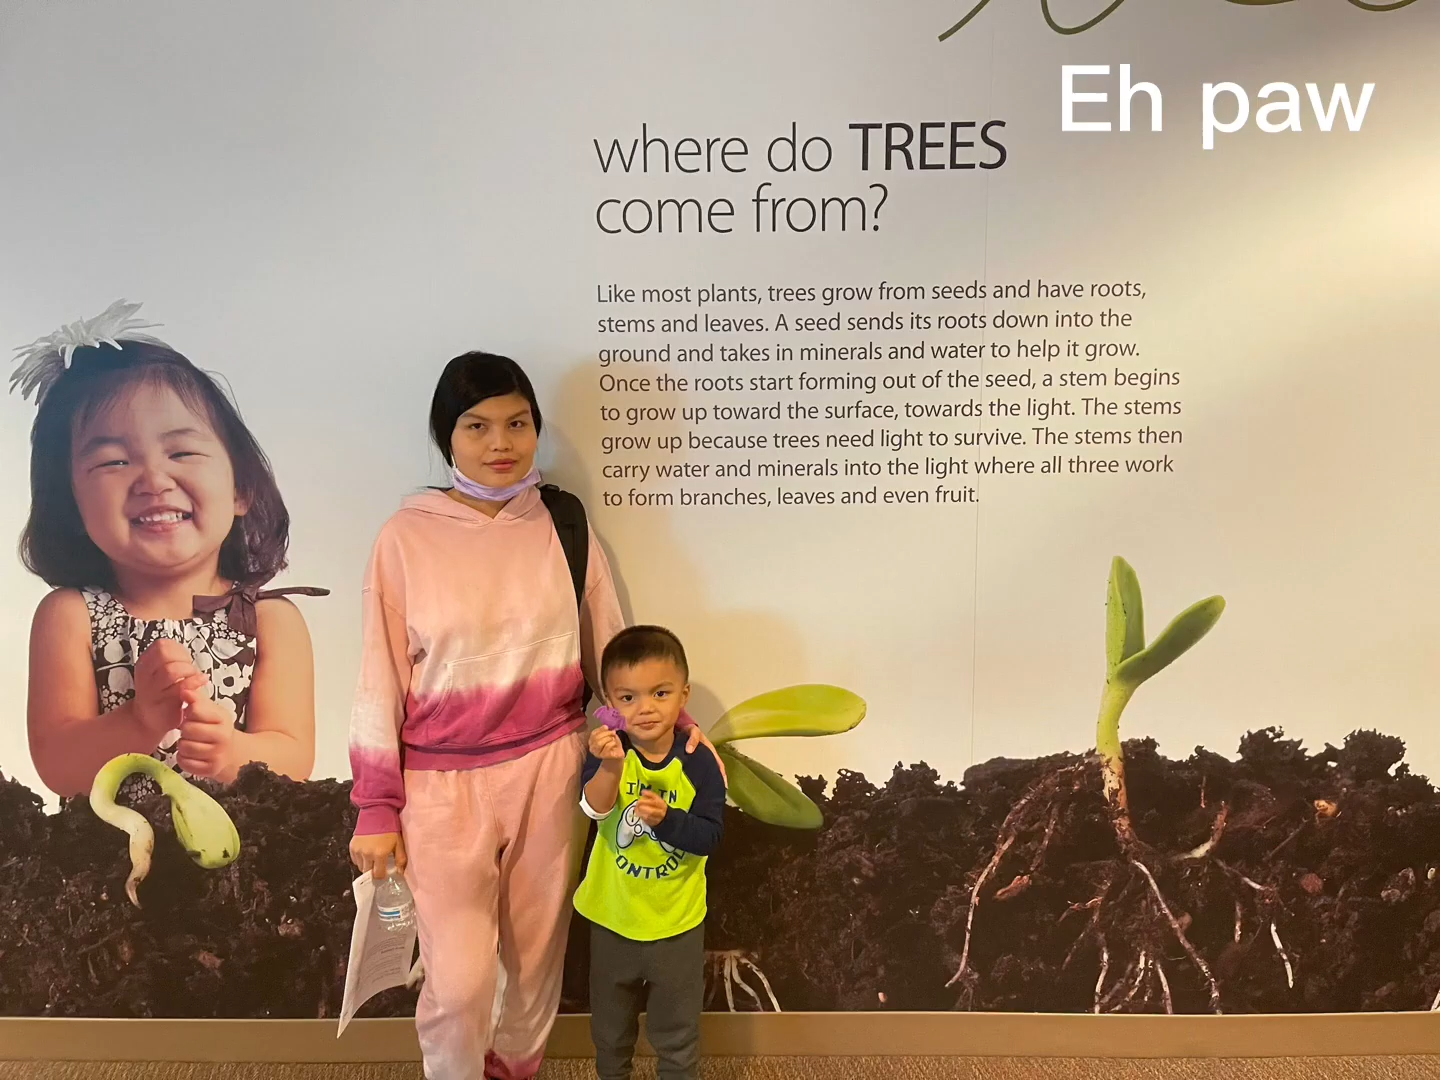 Eh paw
where do TREES
come from?
Like most plants, trees grow from seeds and have roots,
stems and leaves. A seed sends its roots down into the
ground and takes in minerals and water to help it grow.
Once the roots start forming out of the seed, a stem begins
to grow up toward the surface, towards the light. The stems
grow up because trees need light to survive. The stems then
carry water and minerals into the light where all three work
to form branches, leaves and even fruit.
I'M IN